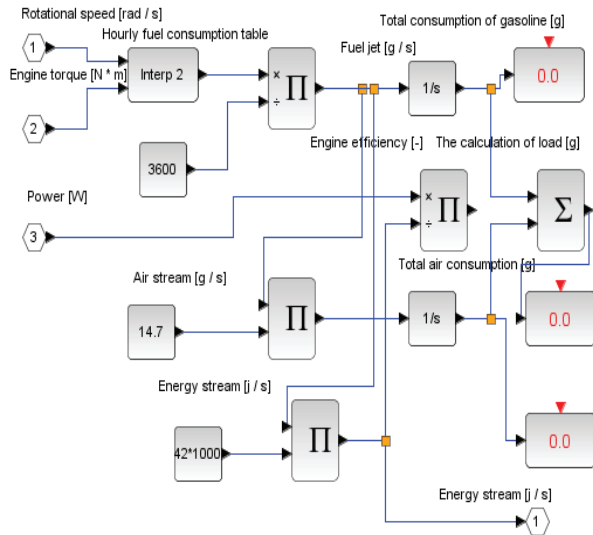 Rotational speed [rad / s]
Total consumption of gasoline [g]
1
Hourly fuel consumption table
Fuel jet [g / s]
Engine torque [N * m]
Interp 2
×
÷
∏
1/s
0.0
2
3600
Engine efficiency [-]
The calculation of load [g]
Power [W]
×
÷
∏
Σ
3
Total air consumption [g]
Air stream [g / s]
14.7
∏
1/s
0.0
Energy stream [j / s]
42*1000
∏
0.0
Energy stream [j / s]
1